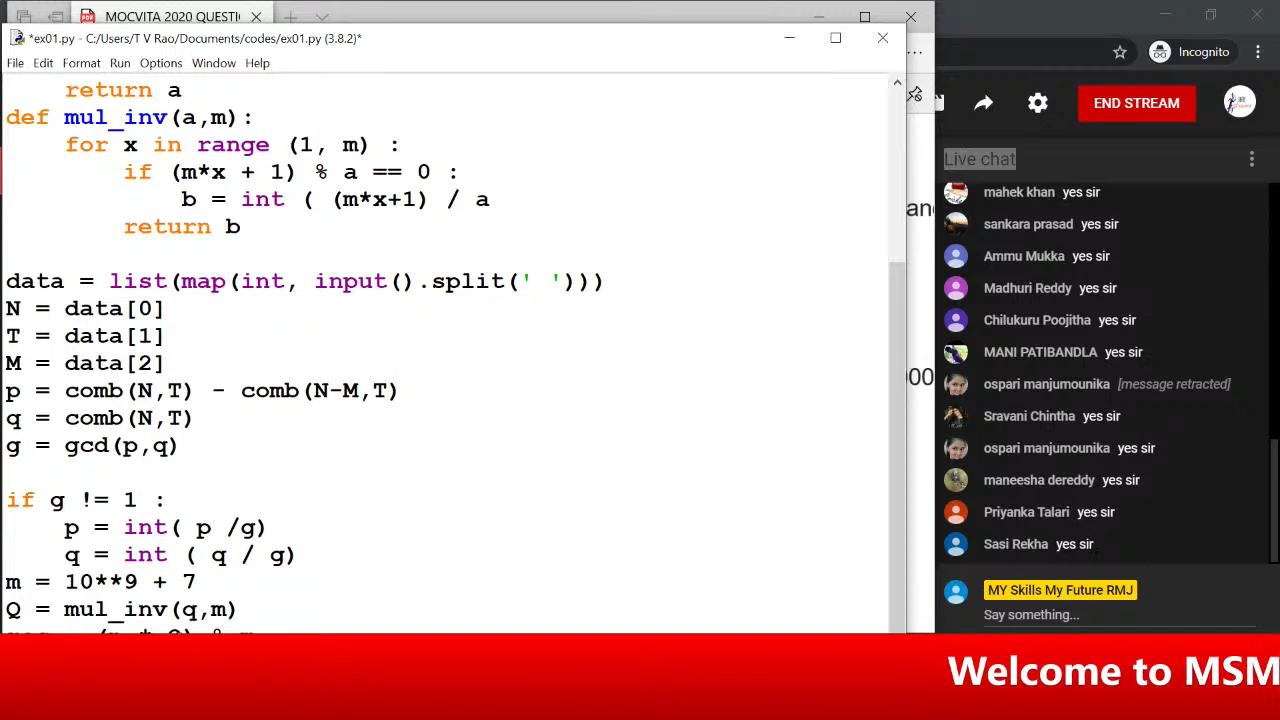 MOCVITA 2020 QUESTI
*ex01.py - C:/Users/T V Rao/Documents/codes/ex01.py (3.8.2)*
File Edit Format Run Options Window Help
return a
def mul_inv(a,m):
for x in range (1, m) :
if (m*x + 1) % a == 0 :
b = int ( (m*x+1) / a
return b
data = list(map(int, input().split(' ')))
N = data[0]
T = data[1]
M = data[2]
p = comb(N,T) - comb(N-M,T)
q = comb(N,T)
g = gcd(p,q)
if g != 1 :
p = int( p /g)
q = int ( q / g)
m = 10**9 + 7
Q = mul_inv(q,m)
Incognito
END STREAM
Live chat
mahek khan yes sir
sankara prasad yes sir
Ammu Mukka yes sir
Madhuri Reddy yes sir
Chilukuru Poojitha yes sir
MANI PATIBANDLA yes sir
ospari manjumounika [message retracted]
Sravani Chintha yes sir
ospari manjumounika yes sir
maneesha dereddy yes sir
Priyanka Talari yes sir
Sasi Rekha yes sir
MY Skills My Future RMJ
Say something...
Welcome to MSM